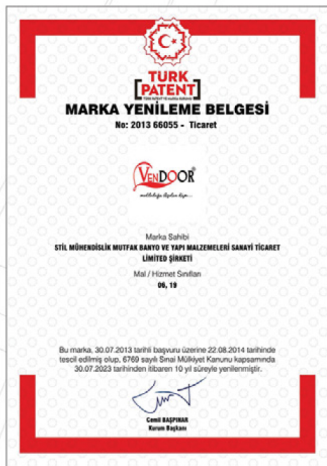 TÜRK
PATENT
MARKA YENİLEME BELGESİ
No: 2013 66055 - Ticaret
VENDOOR®
Marka Sahibi
STİL MÜHENDİSLİK MUTFAK BANYO VE YAPI MALZEMELERİ SANAYİ TİCARET
LİMİTED ŞİRKETİ
Mal / Hizmet Sınıfları
06, 19
Bu marka, 30.07.2013 tarihli başvuru üzerine 22.08.2014 tarihinde
tescil edilmiş olup, 6769 sayılı Sınai Mülkiyet Kanunu kapsamında
30.07.2023 tarihinden itibaren 10 yıl süreyle yenilenmiştir.
Cemil BAŞPINAR
Kurum Başkanı